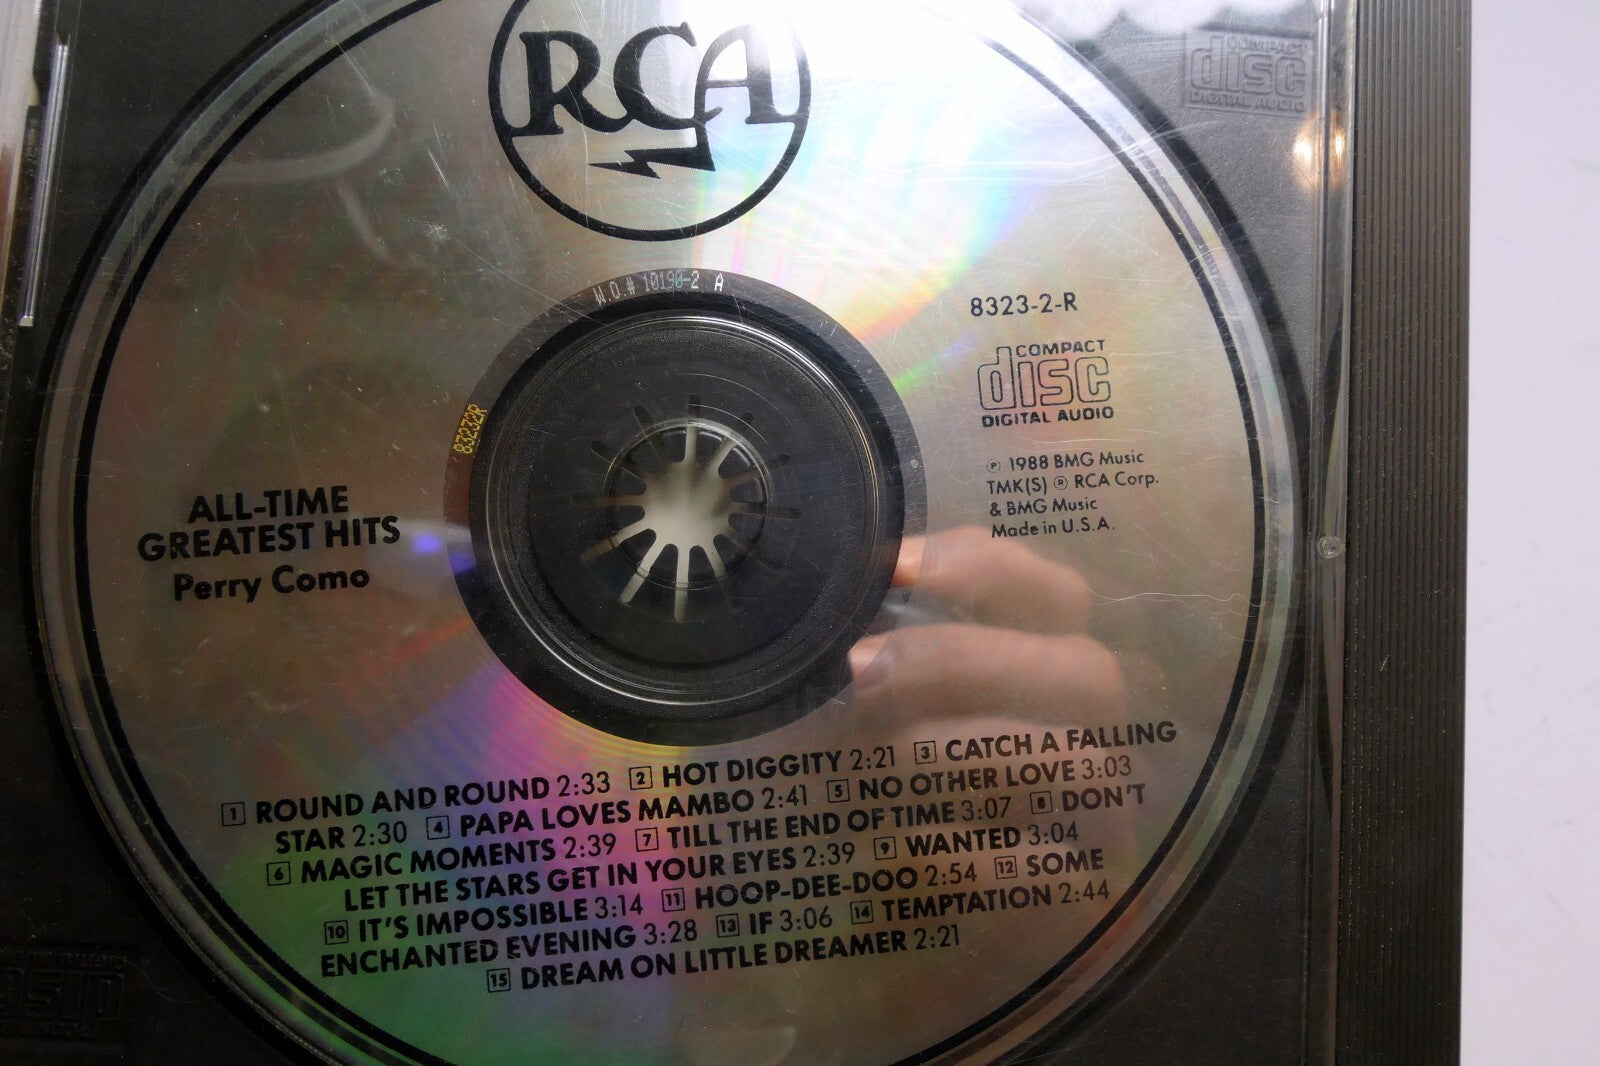 RCA
COMPACT
disc
DIGITAL AUDIO
W.O.# 10190-2 A
83232R
8323-2-R
COMPACT
disc
DIGITAL AUDIO
℗ 1988 BMG Music
TMK(S) ® RCA Corp.
& BMG Music
Made in U.S.A.
ALL-TIME
GREATEST HITS
Perry Como
1 ROUND AND ROUND 2:33 2 HOT DIGGITY 2:21 3 CATCH A FALLING
STAR 2:30 4 PAPA LOVES MAMBO 2:41 5 NO OTHER LOVE 3:03
6 MAGIC MOMENTS 2:39 7 TILL THE END OF TIME 3:07 8 DON'T
LET THE STARS GET IN YOUR EYES 2:39 9 WANTED 3:04
10 IT'S IMPOSSIBLE 3:14 11 HOOP-DEE-DOO 2:54 12 SOME
ENCHANTED EVENING 3:28 13 IF 3:06 14 TEMPTATION 2:44
15 DREAM ON LITTLE DREAMER 2:21